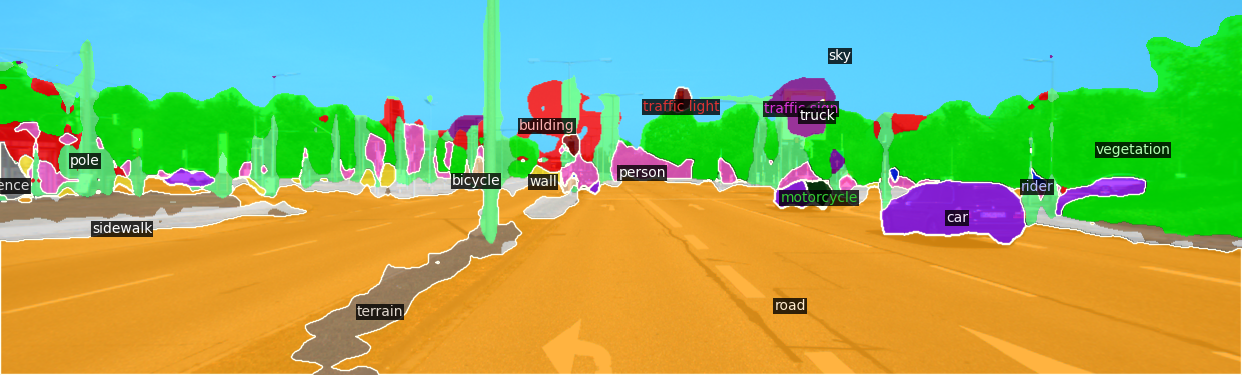 sky
traffic light
traffic sign
truck
building
vegetation
pole
person
bicycle
wall
ence
rider
motorcycle
car
sidewalk
road
terrain